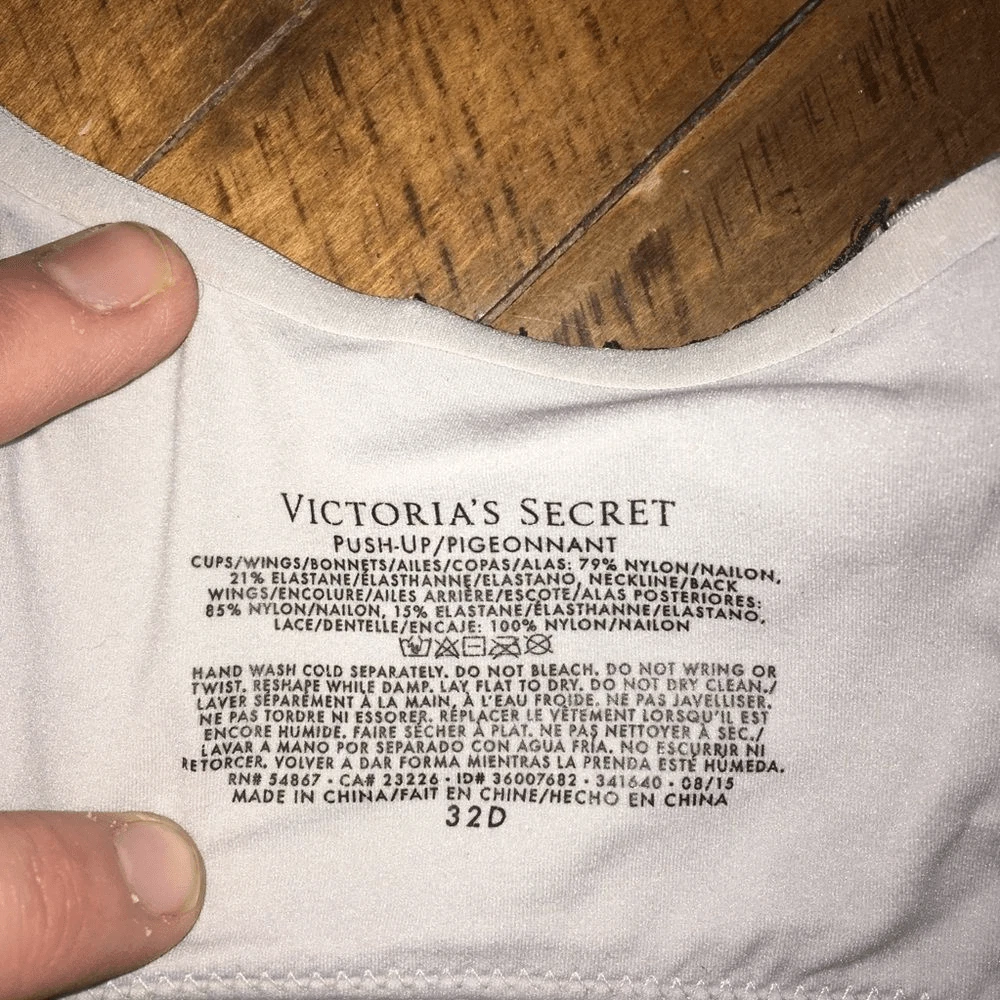 VICTORIA'S SECRET
PUSH-UP/PIGEONNANT
CUPS/WINGS/BONNETS/AILES/COPAS/ALAS: 79% NYLON/NAILON,
21% ELASTANE/ÉLASTHANNE/ELASTANO, NECKLINE/BACK
WINGS/ENCOLURE/AILES ARRIÈRE/ESCOTE/ALAS POSTERIORES:
85% NYLON/NAILON, 15% ELASTANE/ÉLASTHANNE/ELASTANO,
LACE/DENTELLE/ENCAJE: 100% NYLON/NAILON
HAND WASH COLD SEPARATELY. DO NOT BLEACH. DO NOT WRING OR
TWIST. RESHAPE WHILE DAMP. LAY FLAT TO DRY. DO NOT DRY CLEAN./
LAVER SÉPARÉMENT À LA MAIN, À L'EAU FROIDE. NE PAS JAVELLISER.
NE PAS TORDRE NI ESSORER. REPLACER LE VÊTEMENT LORSQU'IL EST
ENCORE HUMIDE. FAIRE SÉCHER À PLAT. NE PAS NETTOYER À SEC./
LAVAR A MANO POR SEPARADO CON AGUA FRÍA. NO ESCURRIR NI
RETORCER. VOLVER A DAR FORMA MIENTRAS LA PRENDA ESTÉ HUMEDA.
RN# 54867 · CA# 23226 · ID# 36007682 · 341640 · 08/15
MADE IN CHINA/FAIT EN CHINE/HECHO EN CHINA
32D